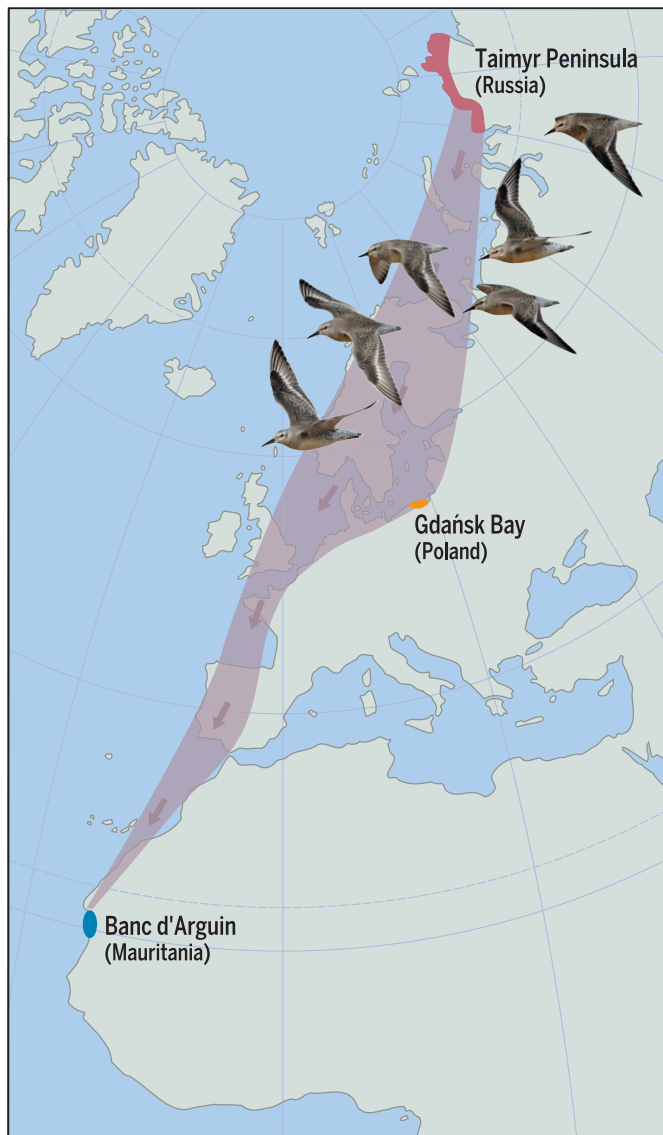 Taimyr Peninsula
(Russia)
Gdańsk Bay
(Poland)
Banc d'Arguin
(Mauritania)